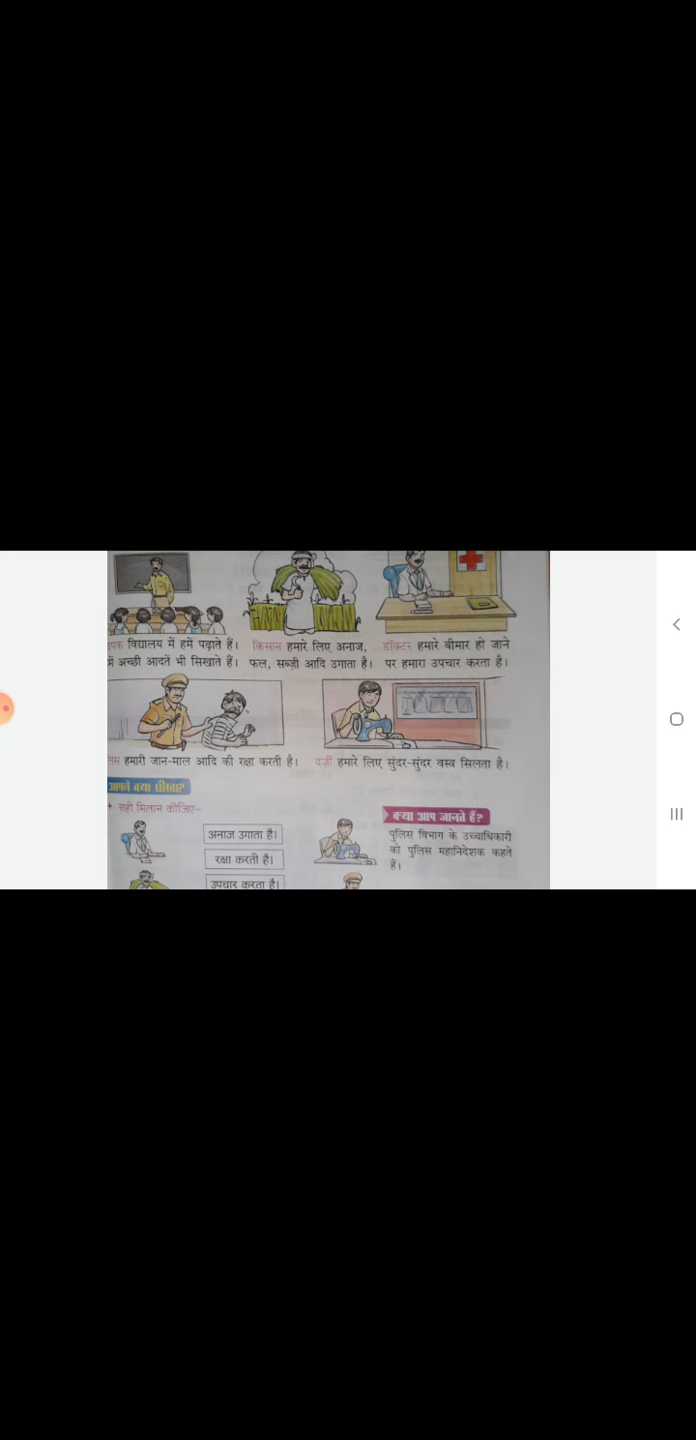 विद्यालय में हमें पढ़ाते हैं।
अच्छी आदतें भी सिखाते हैं।
किसान हमारे लिए अनाज,
फल, सब्ज़ी आदि उगाता है।
डॉक्टर हमारे बीमार हो जाने
पर हमारा उपचार करता है।
हमारी जान-माल आदि की रक्षा करती है।
दर्ज़ी हमारे लिए सुंदर-सुंदर वस्त्र सिलता है।
आपने क्या सीखा?
सही मिलान कीजिए-
अनाज उगाता है।
रक्षा करती है।
उपचार करता है।
क्या आप जानते हैं?
पुलिस विभाग के उच्चाधिकारी
को पुलिस महानिदेशक कहते
हैं।